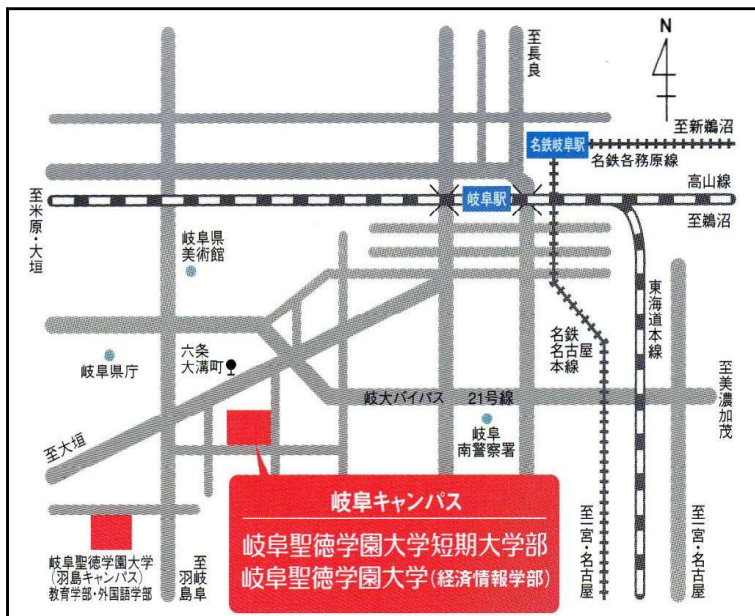 至長良
N
至新鵜沼
名鉄岐阜駅
名鉄各務原線
高山線
岐阜駅
至鵜沼
至米原・大垣
岐阜県
美術館
東海道本線
名鉄
名古屋
本線
六条
大溝町
岐阜県庁
至美濃加茂
岐大バイパス 21号線
岐阜
南警察署
至大垣
岐阜キャンパス
岐阜聖徳学園大学短期大学部
岐阜聖徳学園大学(経済情報学部)
岐阜聖徳学園大学
(羽島キャンパス)
教育学部・外国語学部
至岐阜
羽島
至一宮・名古屋
至一宮・名古屋